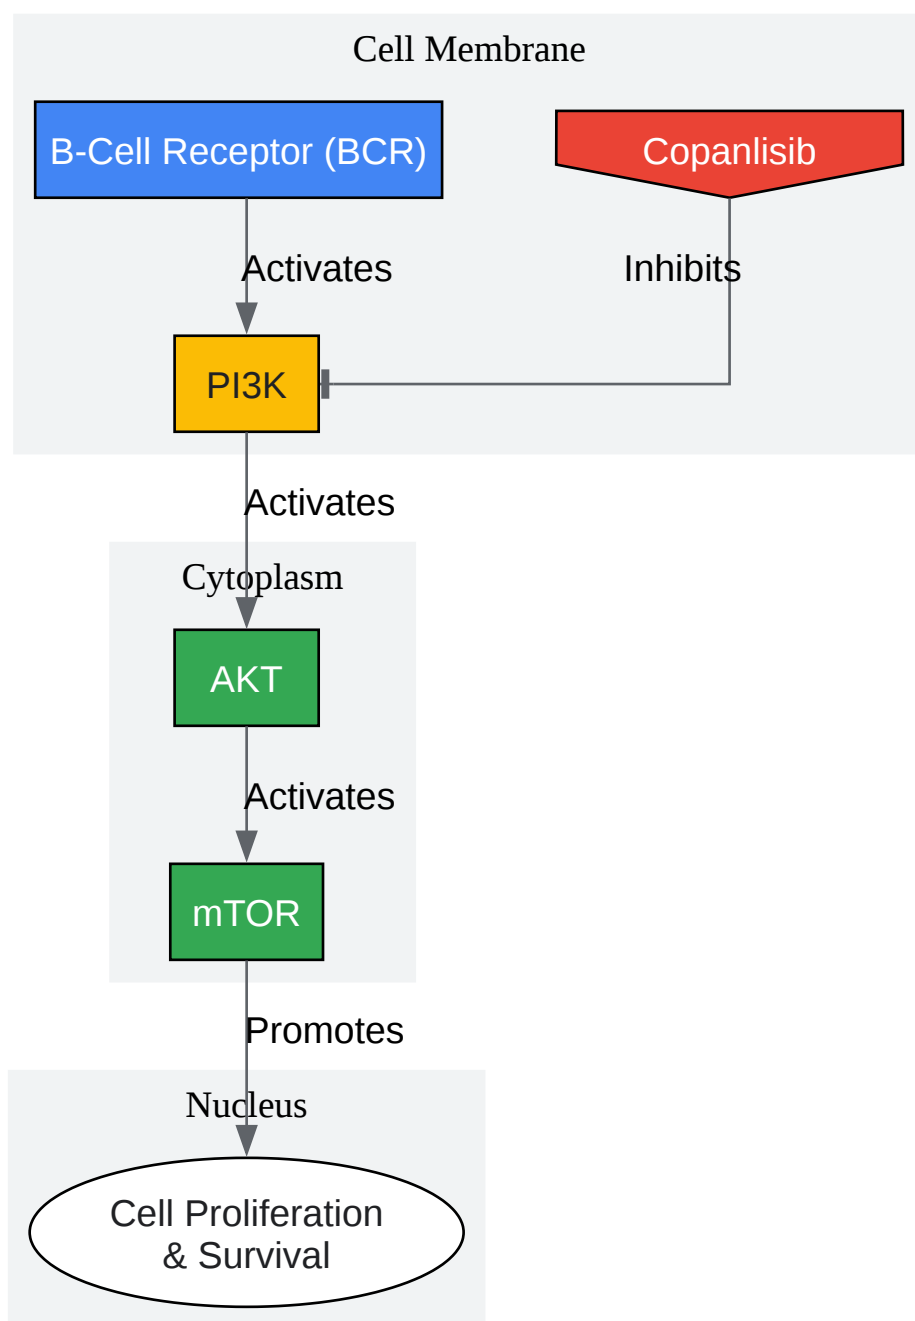 Cell Membrane
B-Cell Receptor (BCR)
Copanlisib
Activates
Inhibits
PI3K
Activates
Cytoplasm
AKT
Activates
mTOR
Promotes
Nucleus
Cell Proliferation
& Survival